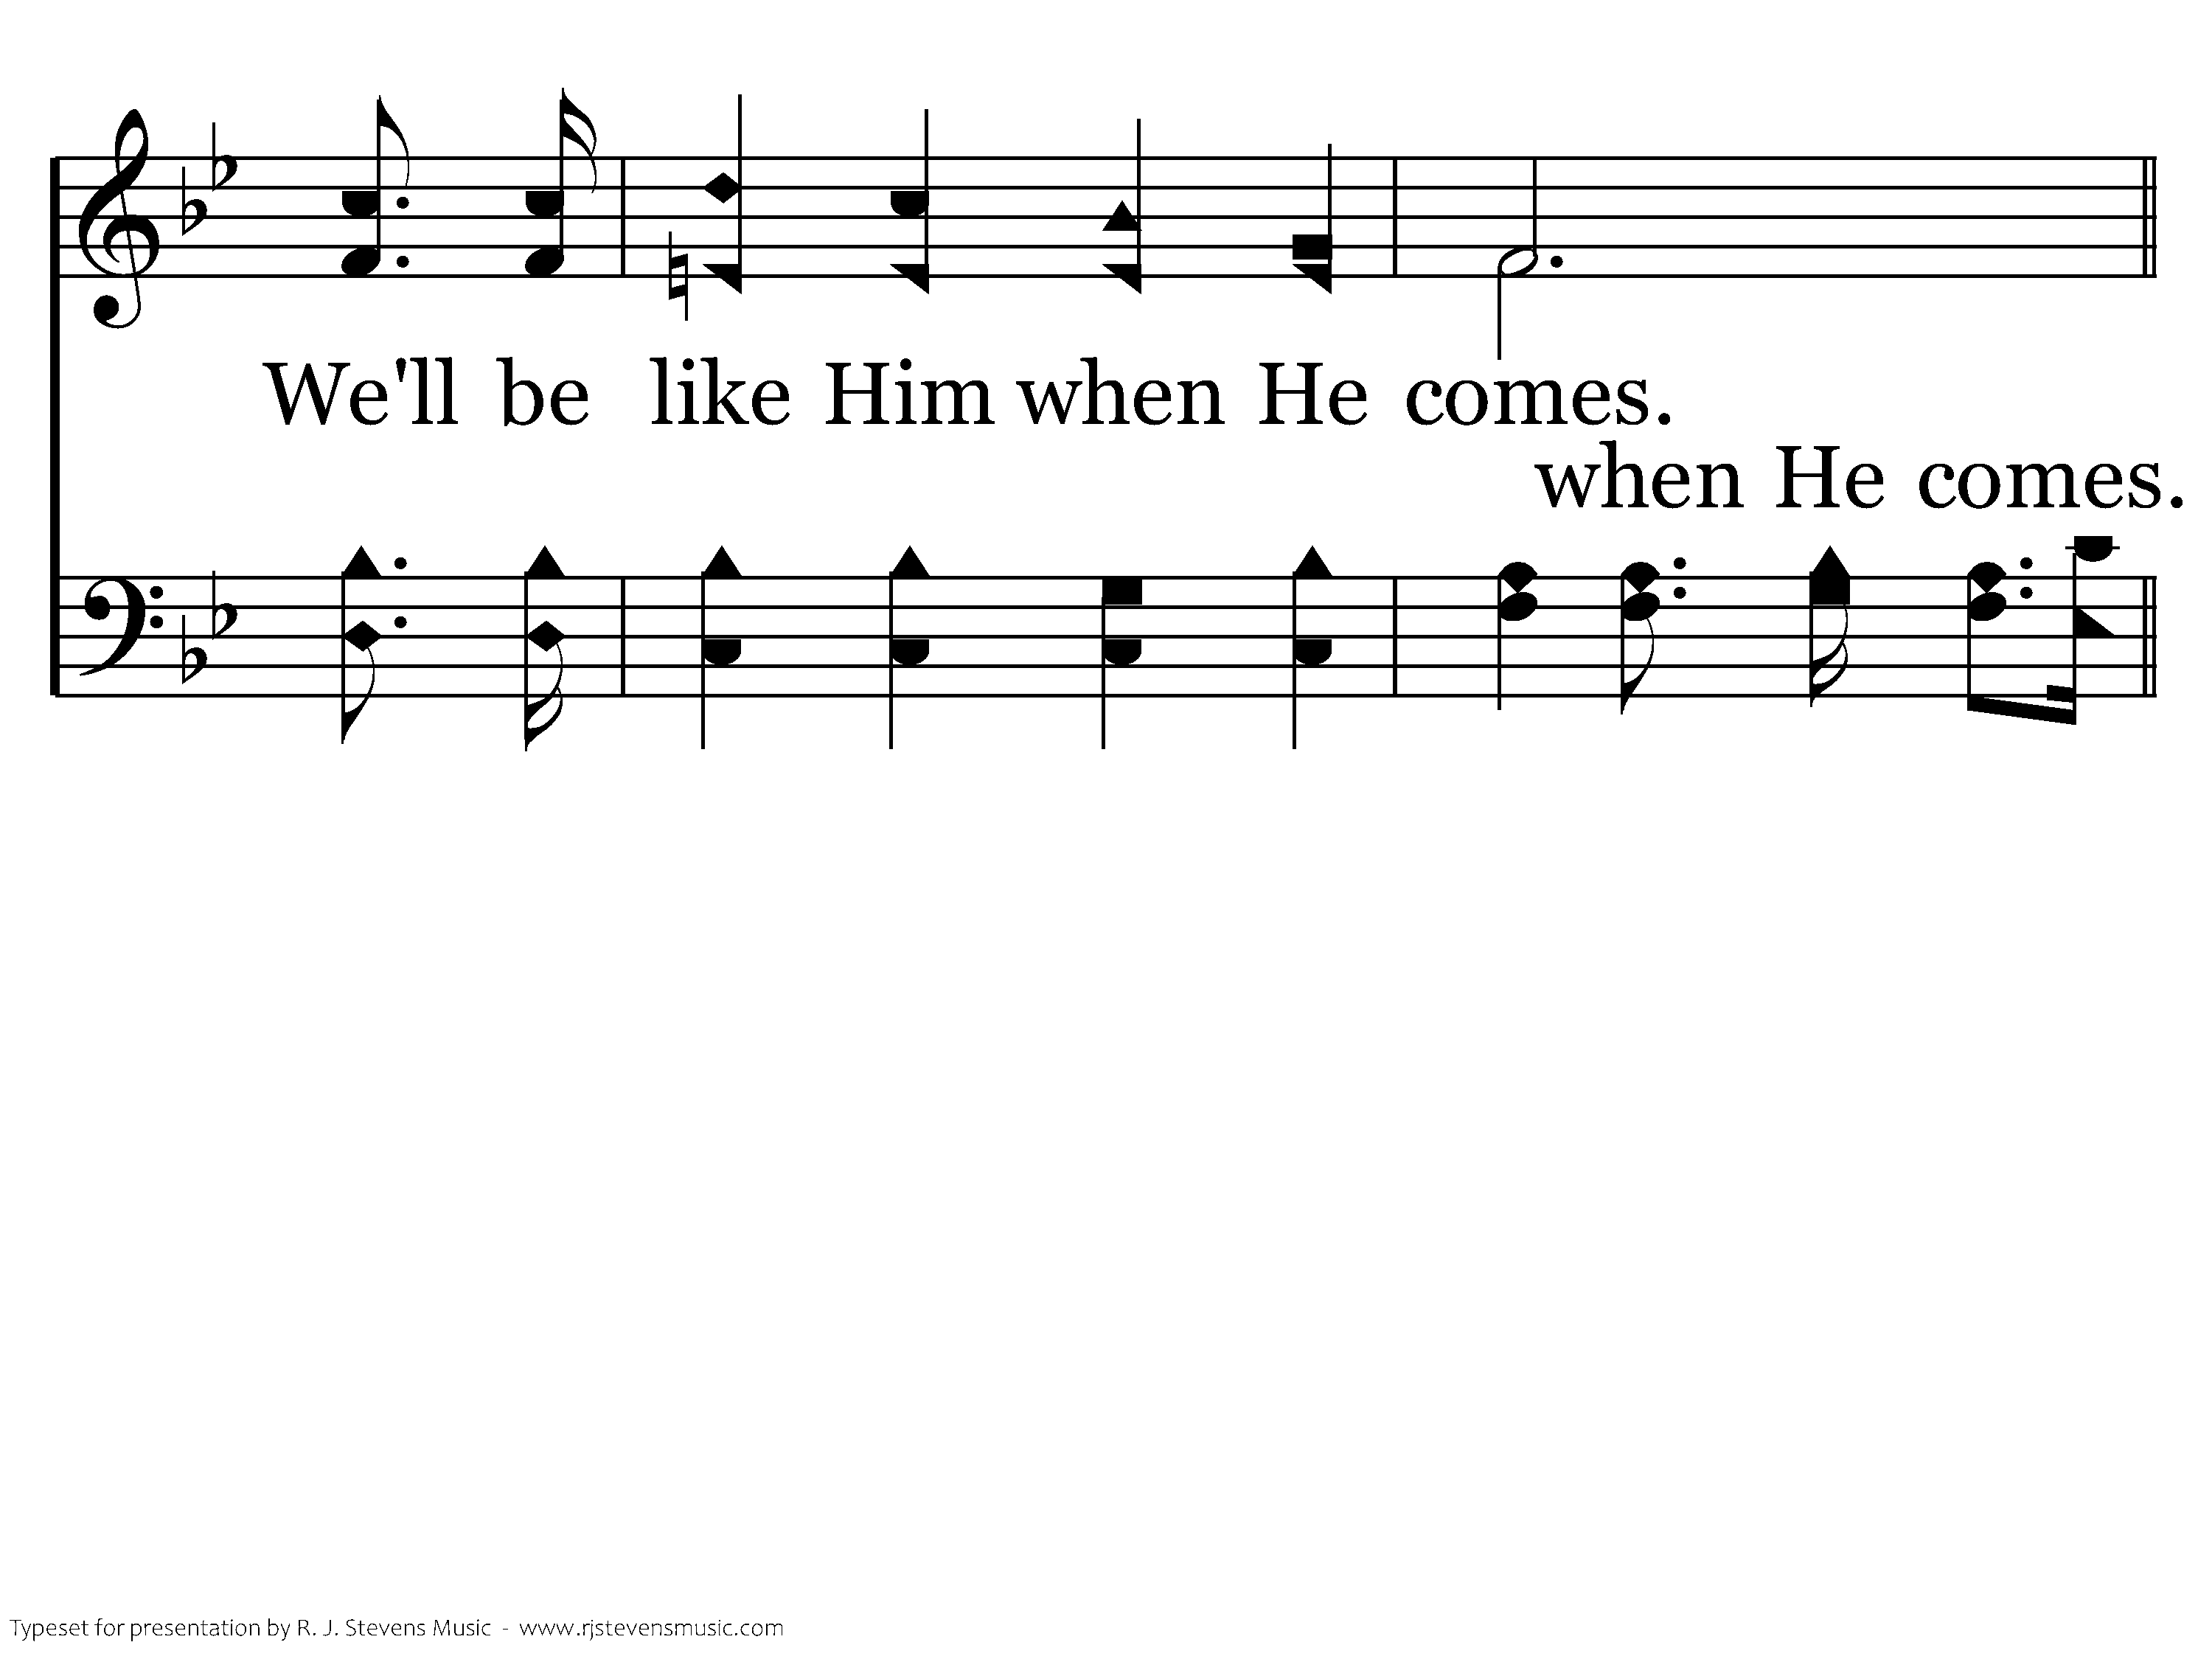 We'll be like Him when He comes.
when He comes.
Typeset for presentation by R. J. Stevens Music - www.rjstevensmusic.com